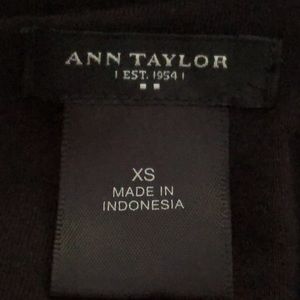 ANN TAYLOR
| EST. 1954 |
XS
MADE IN
INDONESIA